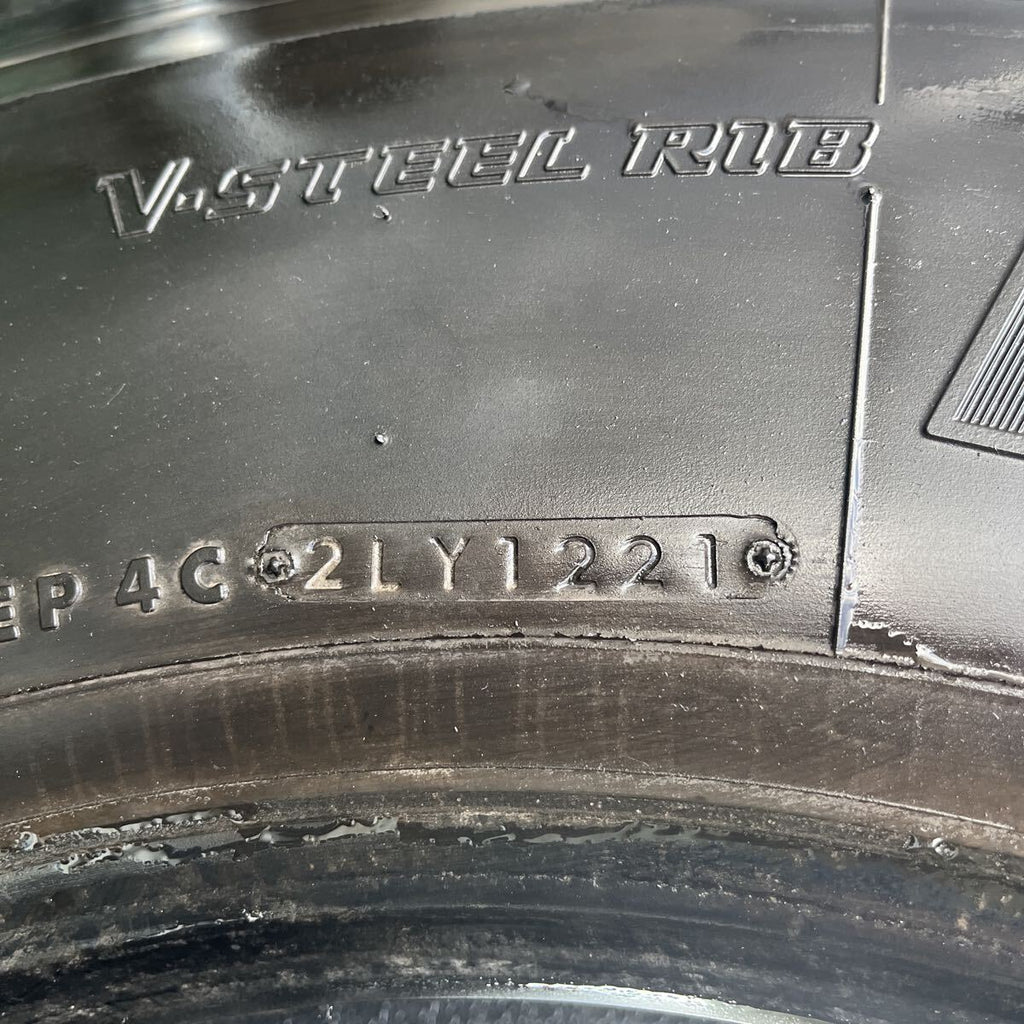 V-STEEL RIB
EP 4C 2LY1221